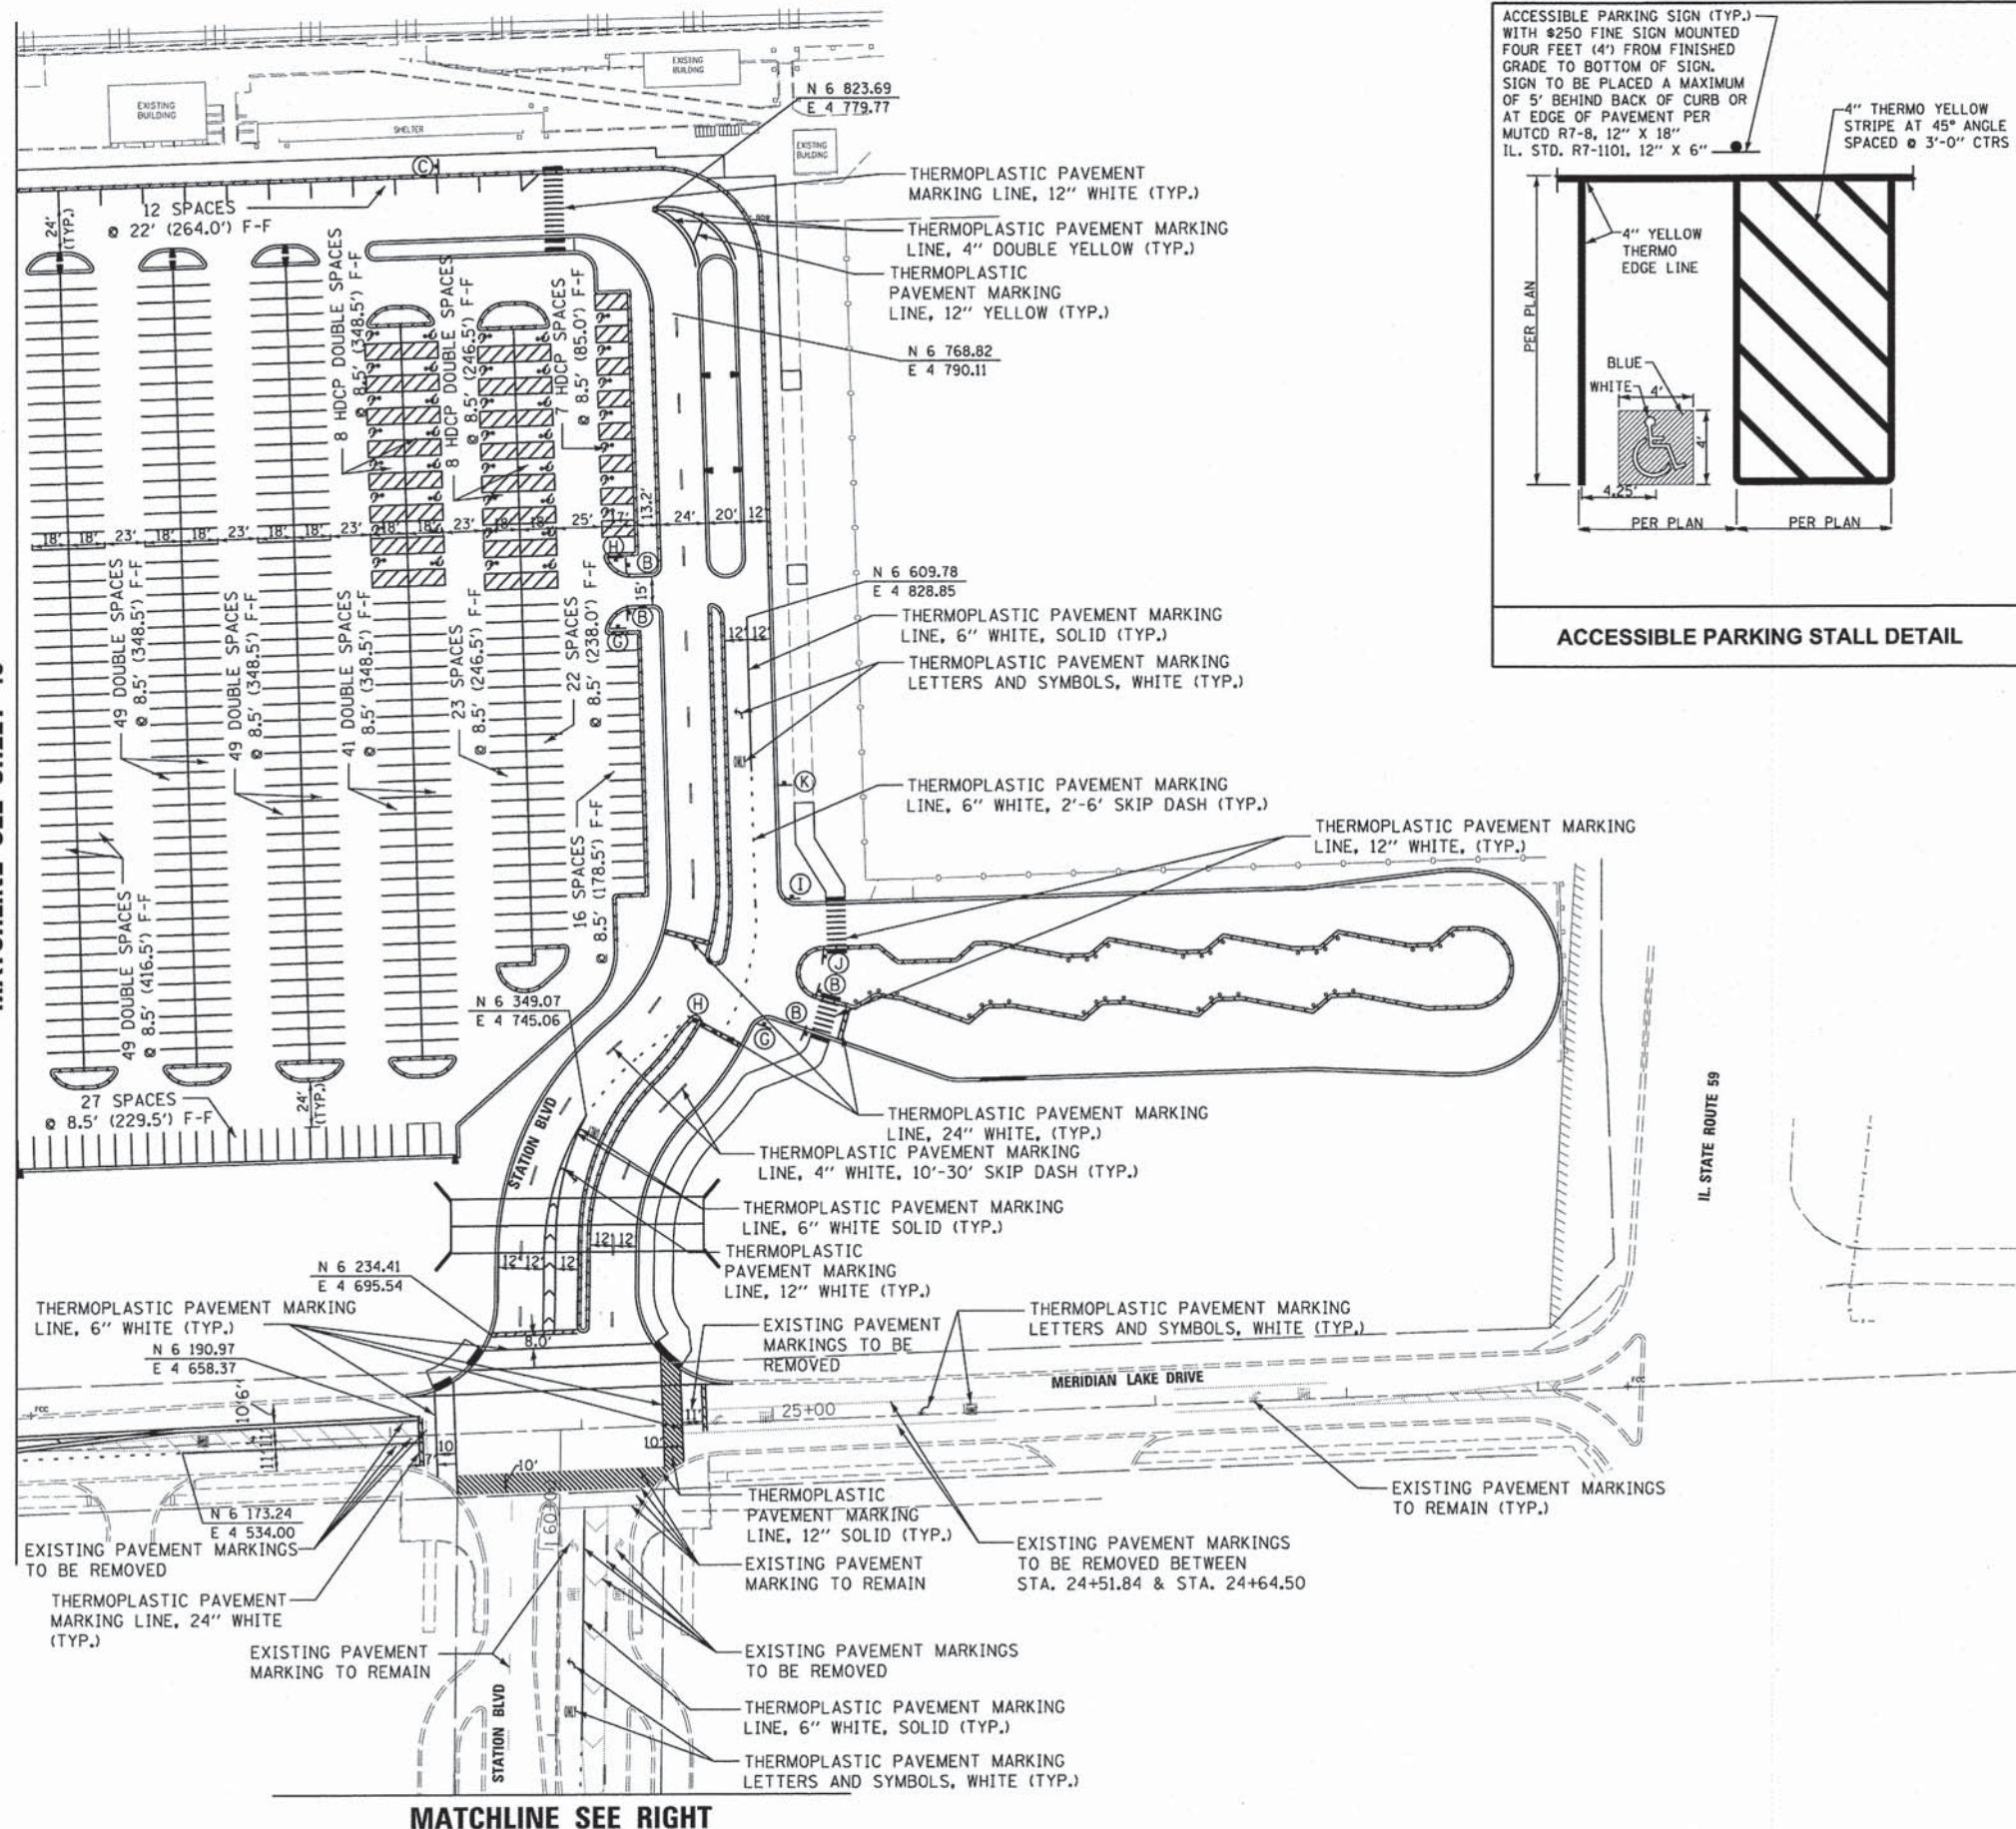 ACCESSIBLE PARKING SIGN (TYP.)
WITH $250 FINE SIGN MOUNTED
FOUR FEET (4') FROM FINISHED
GRADE TO BOTTOM OF SIGN.
SIGN TO BE PLACED A MAXIMUM
OF 5' BEHIND BACK OF CURB OR
AT EDGE OF PAVEMENT PER
MUTCD R7-8, 12" X 18"
IL. STD. R7-1101, 12" X 6"
4" THERMO YELLOW
STRIPE AT 45° ANGLE
SPACED @ 3'-0" CTRS
4" YELLOW
THERMO
EDGE LINE
PER PLAN
BLUE
WHITE
4'
4'
4.25'
PER PLAN
PER PLAN
ACCESSIBLE PARKING STALL DETAIL
EXISTING
BUILDING
EXISTING
BUILDING
SHELTER
EXISTING
BUILDING
N 6 823.69
E 4 779.77
C
THERMOPLASTIC PAVEMENT
MARKING LINE, 12" WHITE (TYP.)
12 SPACES
@ 22' (264.0') F-F
24'
(TYP.)
THERMOPLASTIC PAVEMENT MARKING
LINE, 4" DOUBLE YELLOW (TYP.)
THERMOPLASTIC
PAVEMENT MARKING
LINE, 12" YELLOW (TYP.)
8 HDCP DOUBLE SPACES
@ 8.5' (348.5') F-F
8 HDCP DOUBLE SPACES
@ 8.5' (246.5') F-F
7 HDCP SPACES
@ 8.5' (85.0') F-F
N 6 768.82
E 4 790.11
18' 18' 23' 18' 18' 23' 18' 18' 23' 18' 18' 23' 18' 18' 25' 17' 13.2' 24' 20' 12'
H
B
15'
B
G
N 6 609.78
E 4 828.85
THERMOPLASTIC PAVEMENT MARKING
LINE, 6" WHITE, SOLID (TYP.)
12' 12'
THERMOPLASTIC PAVEMENT MARKING
LETTERS AND SYMBOLS, WHITE (TYP.)
49 DOUBLE SPACES
@ 8.5' (348.5') F-F
49 DOUBLE SPACES
@ 8.5' (348.5') F-F
41 DOUBLE SPACES
@ 8.5' (348.5') F-F
23 SPACES
@ 8.5' (246.5') F-F
22 SPACES
@ 8.5' (238.0') F-F
ONLY
K
THERMOPLASTIC PAVEMENT MARKING
LINE, 6" WHITE, 2'-6' SKIP DASH (TYP.)
16 SPACES
@ 8.5' (178.5') F-F
THERMOPLASTIC PAVEMENT MARKING
LINE, 12" WHITE, (TYP.)
49 DOUBLE SPACES
@ 8.5' (416.5') F-F
I
J
B
B
H
G
N 6 349.07
E 4 745.06
27 SPACES
@ 8.5' (229.5') F-F
24'
(TYP.)
STATION BLVD
THERMOPLASTIC PAVEMENT MARKING
LINE, 24" WHITE, (TYP.)
THERMOPLASTIC PAVEMENT MARKING
LINE, 4" WHITE, 10'-30' SKIP DASH (TYP.)
IL. STATE ROUTE 59
THERMOPLASTIC PAVEMENT MARKING
LINE, 6" WHITE SOLID (TYP.)
12' 12'
12' 12' 12'
THERMOPLASTIC
PAVEMENT MARKING
LINE, 12" WHITE (TYP.)
N 6 234.41
E 4 695.54
THERMOPLASTIC PAVEMENT MARKING
LINE, 6" WHITE (TYP.)
N 6 190.97
E 4 658.37
8.0'
EXISTING PAVEMENT
MARKINGS TO BE
REMOVED
THERMOPLASTIC PAVEMENT MARKING
LETTERS AND SYMBOLS, WHITE (TYP.)
MERIDIAN LAKE DRIVE
25+00
10'6"
11'
10
10'
10'
N 6 173.24
E 4 534.00
EXISTING PAVEMENT MARKINGS
TO BE REMOVED
THERMOPLASTIC PAVEMENT
MARKING LINE, 24" WHITE
(TYP.)
EXISTING PAVEMENT
MARKING TO REMAIN
THERMOPLASTIC
PAVEMENT MARKING
LINE, 12" SOLID (TYP.)
EXISTING PAVEMENT
MARKING TO REMAIN
EXISTING PAVEMENT MARKINGS
TO BE REMOVED BETWEEN
STA. 24+51.84 & STA. 24+64.50
EXISTING PAVEMENT MARKINGS
TO REMAIN (TYP.)
EXISTING PAVEMENT MARKINGS
TO BE REMOVED
STATION BLVD
ONLY
THERMOPLASTIC PAVEMENT MARKING
LINE, 6" WHITE, SOLID (TYP.)
THERMOPLASTIC PAVEMENT MARKING
LETTERS AND SYMBOLS, WHITE (TYP.)
MATCHLINE SEE RIGHT